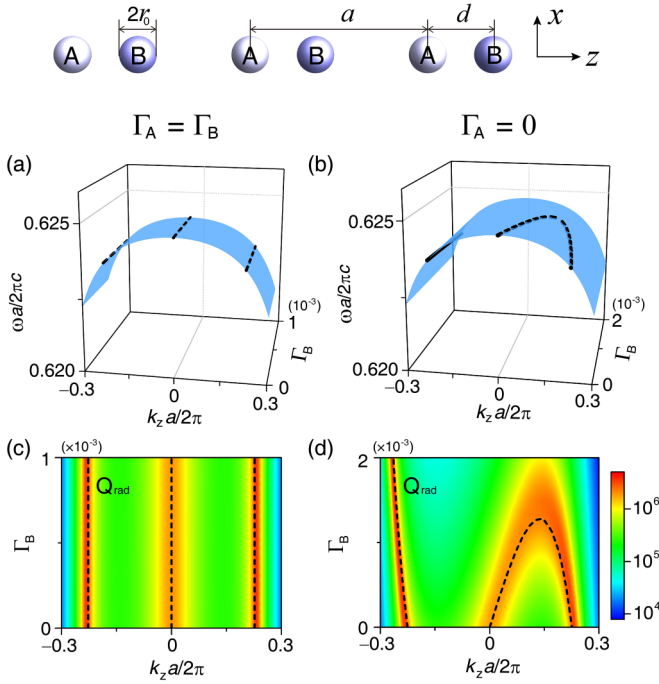 2r₀ a d x
A B A B A B z
Γ_A = Γ_B Γ_A = 0
(a) (b)
0.625 0.625
ωa/2πc ωa/2πc
(10⁻³) (10⁻³)
1 2
Γ_B Γ_B
0.620 0.620
−0.3 0 0.3 0 −0.3 0 0.3 0
k_z a/2π k_z a/2π
(c) (×10⁻³) (d) (×10⁻³)
1 2
Q_rad Q_rad
10⁶
Γ_B Γ_B
10⁵
10⁴
0 0
−0.3 0 0.3 −0.3 0 0.3
k_z a/2π k_z a/2π